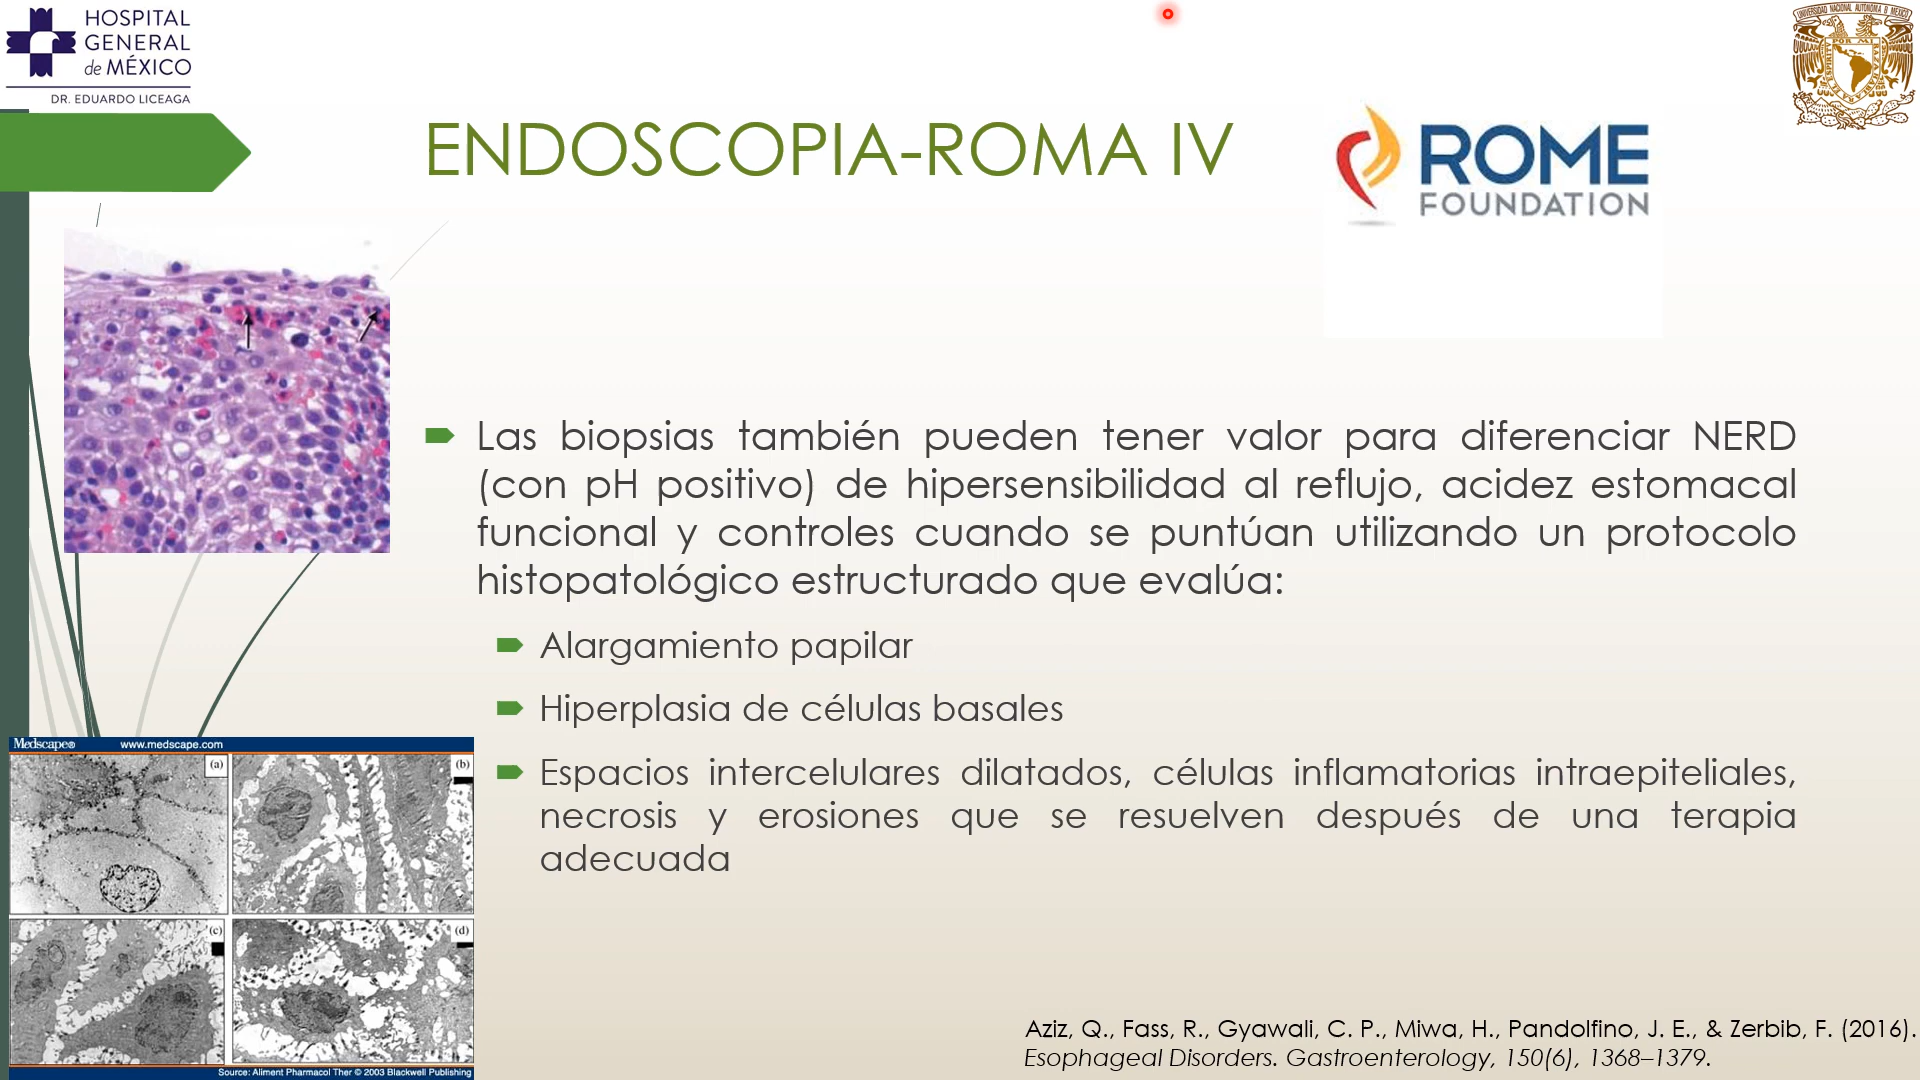 HOSPITAL
GENERAL
de MÉXICO
DR. EDUARDO LICEAGA
ENDOSCOPIA-ROMA IV
ROME
FOUNDATION
Las biopsias también pueden tener valor para diferenciar NERD
(con pH positivo) de hipersensibilidad al reflujo, acidez estomacal
funcional y controles cuando se puntúan utilizando un protocolo
histopatológico estructurado que evalúa:
Alargamiento papilar
Hiperplasia de células basales
Espacios intercelulares dilatados, células inflamatorias intraepiteliales,
necrosis y erosiones que se resuelven después de una terapia
adecuada
Medscape® www.medscape.com
(a)
(b)
(c)
(d)
Source: Aliment Pharmacol Ther © 2003 Blackwell Publishing
Aziz, Q., Fass, R., Gyawali, C. P., Miwa, H., Pandolfino, J. E., & Zerbib, F. (2016).
Esophageal Disorders. Gastroenterology, 150(6), 1368–1379.